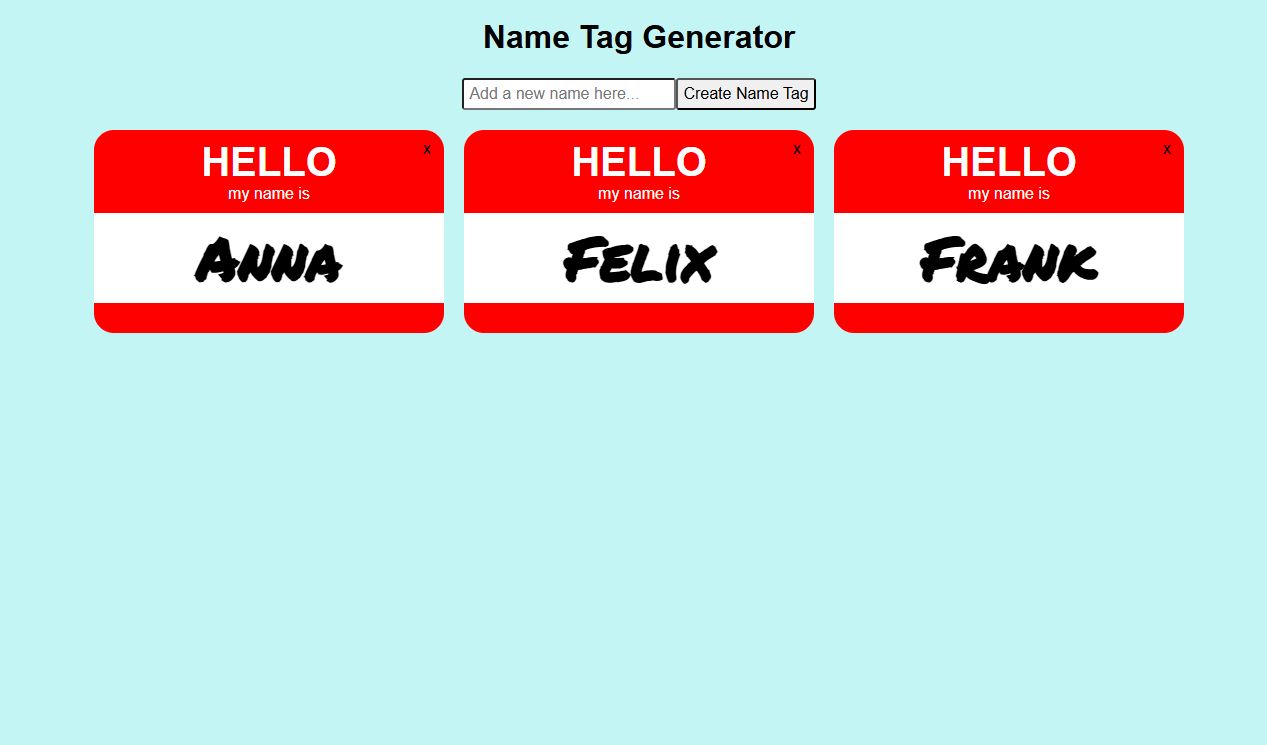 Name Tag Generator
Add a new name here... Create Name Tag
HELLO x HELLO x HELLO x
my name is my name is my name is
Anna Felix Frank